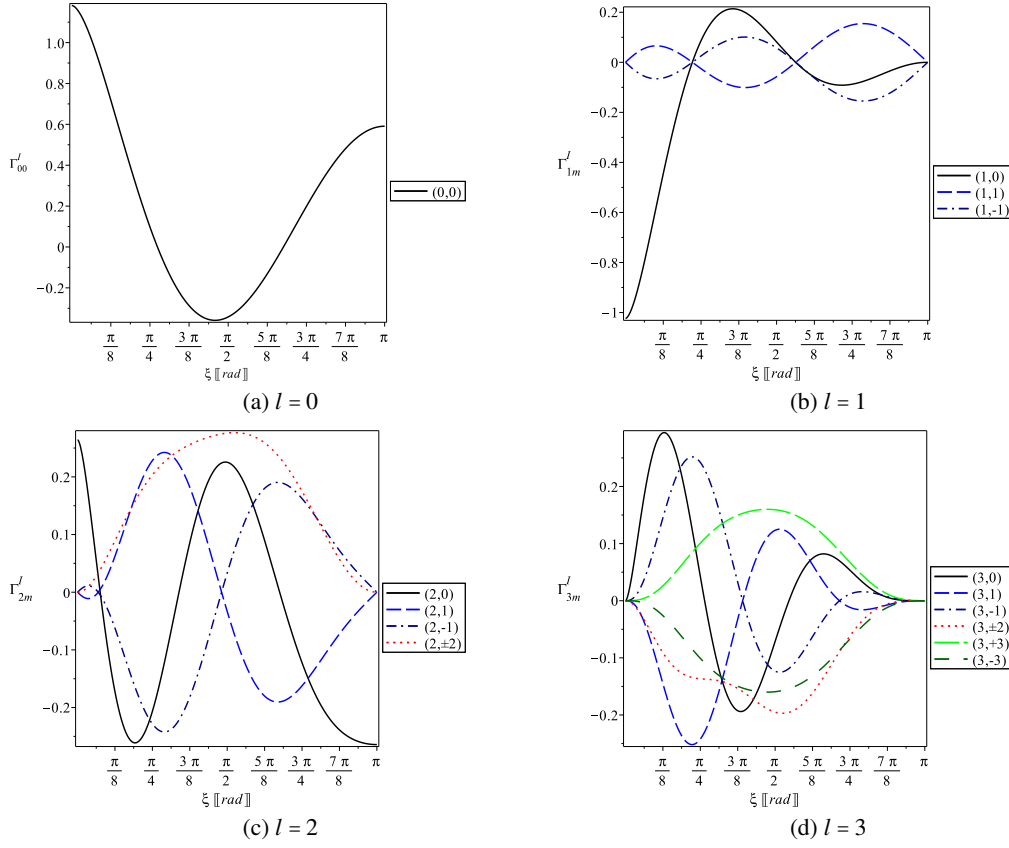 1.0
0.8
0.6
Γ^I_00
0.4
0.2
0
−0.2
π/8 π/4 3π/8 π/2 5π/8 3π/4 7π/8 π
ξ ⟦rad⟧
(0,0)
(a) l = 0
0.2
0
−0.2
−0.4
Γ^I_1m
−0.6
−0.8
−1
π/8 π/4 3π/8 π/2 5π/8 3π/4 7π/8 π
ξ ⟦rad⟧
(1,0)
(1,1)
(1,-1)
(b) l = 1
0.2
0.1
0
Γ^I_2m
−0.1
−0.2
π/8 π/4 3π/8 π/2 5π/8 3π/4 7π/8 π
ξ ⟦rad⟧
(2,0)
(2,1)
(2,-1)
(2,±2)
(c) l = 2
0.2
0.1
0
Γ^I_3m
−0.1
−0.2
π/8 π/4 3π/8 π/2 5π/8 3π/4 7π/8 π
ξ ⟦rad⟧
(3,0)
(3,1)
(3,-1)
(3,±2)
(3,+3)
(3,-3)
(d) l = 3